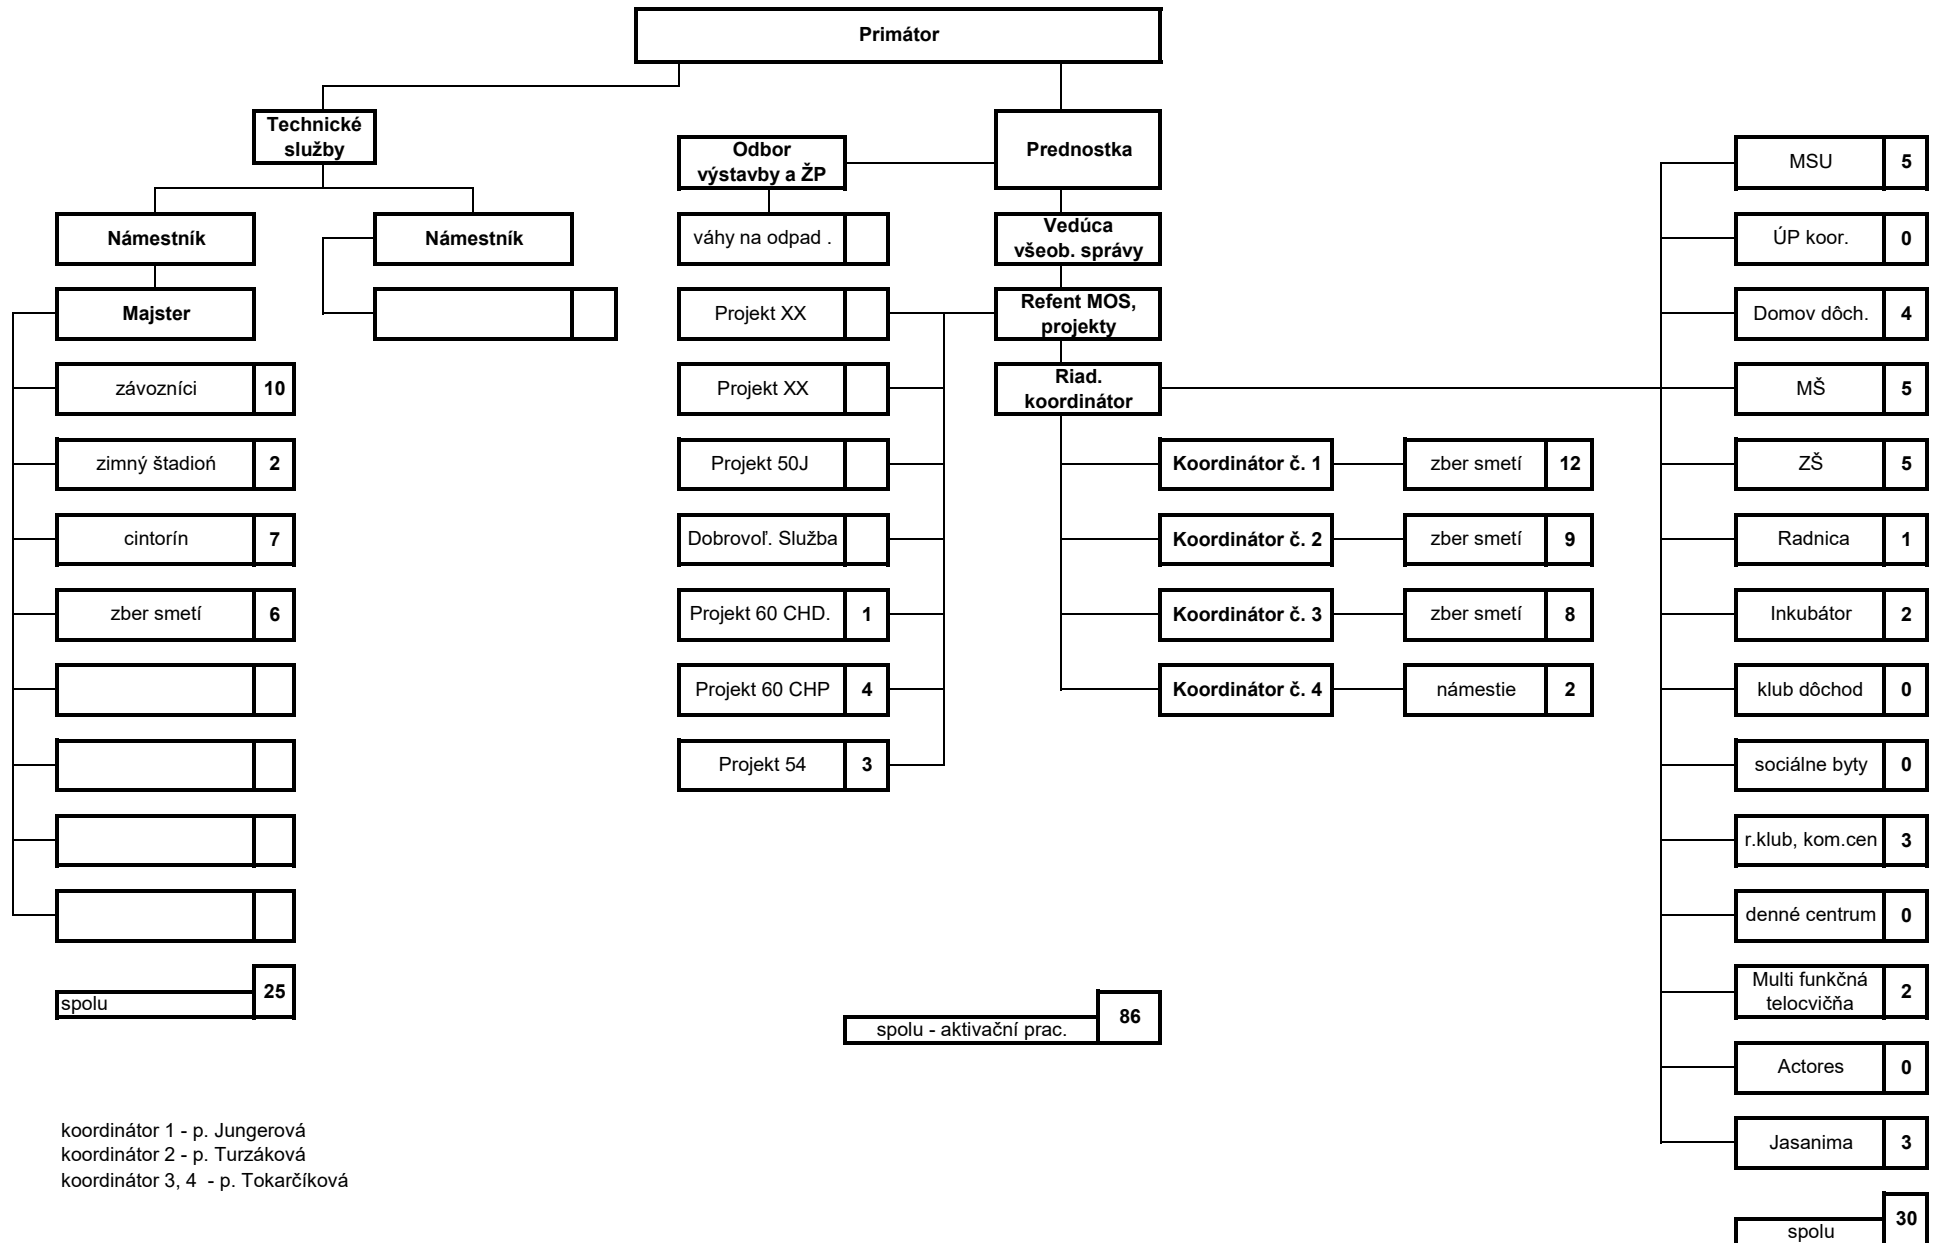 Primátor
Technické
služby
Odbor
výstavby a ŽP
Prednostka
MSU 5
Námestník
Námestník
váhy na odpad .
Vedúca
všeob. správy
ÚP koor. 0
Majster
Projekt XX
Refent MOS,
projekty
Domov dôch. 4
závozníci 10
Projekt XX
Riad.
koordinátor
MŠ 5
zimný štadioń 2
Projekt 50J
Koordinátor č. 1
zber smetí 12
ZŠ 5
cintorín 7
Dobrovoľ. Služba
Koordinátor č. 2
zber smetí 9
Radnica 1
zber smetí 6
Projekt 60 CHD. 1
Koordinátor č. 3
zber smetí 8
Inkubátor 2
Projekt 60 CHP 4
Koordinátor č. 4
námestie 2
klub dôchod 0
Projekt 54 3
sociálne byty 0
r.klub, kom.cen 3
denné centrum 0
spolu 25
spolu - aktivační prac. 86
Multi funkčná
telocvičňa 2
Actores 0
koordinátor 1 - p. Jungerová
koordinátor 2 - p. Turzáková
koordinátor 3, 4 - p. Tokarčíková
Jasanima 3
spolu 30